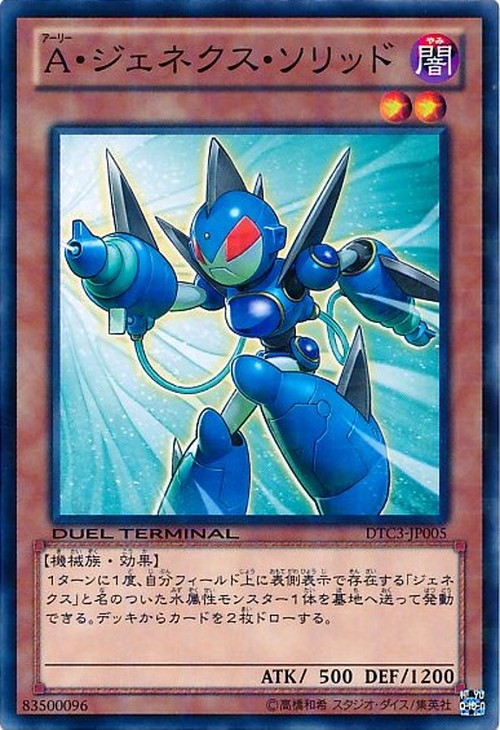 アーリー
A・ジェネクス・ソリッド
やみ
闇
DUEL TERMINAL
DTC3-JP005
【機械族・効果】
1ターンに1度、自分フィールド上に表側表示で存在する「ジェネ
クス」と名のついた水属性モンスター1体を墓地へ送って発動
できる。デッキからカードを2枚ドローする。
ATK/ 500 DEF/1200
83500096
©高橋和希 スタジオ・ダイス/集英社